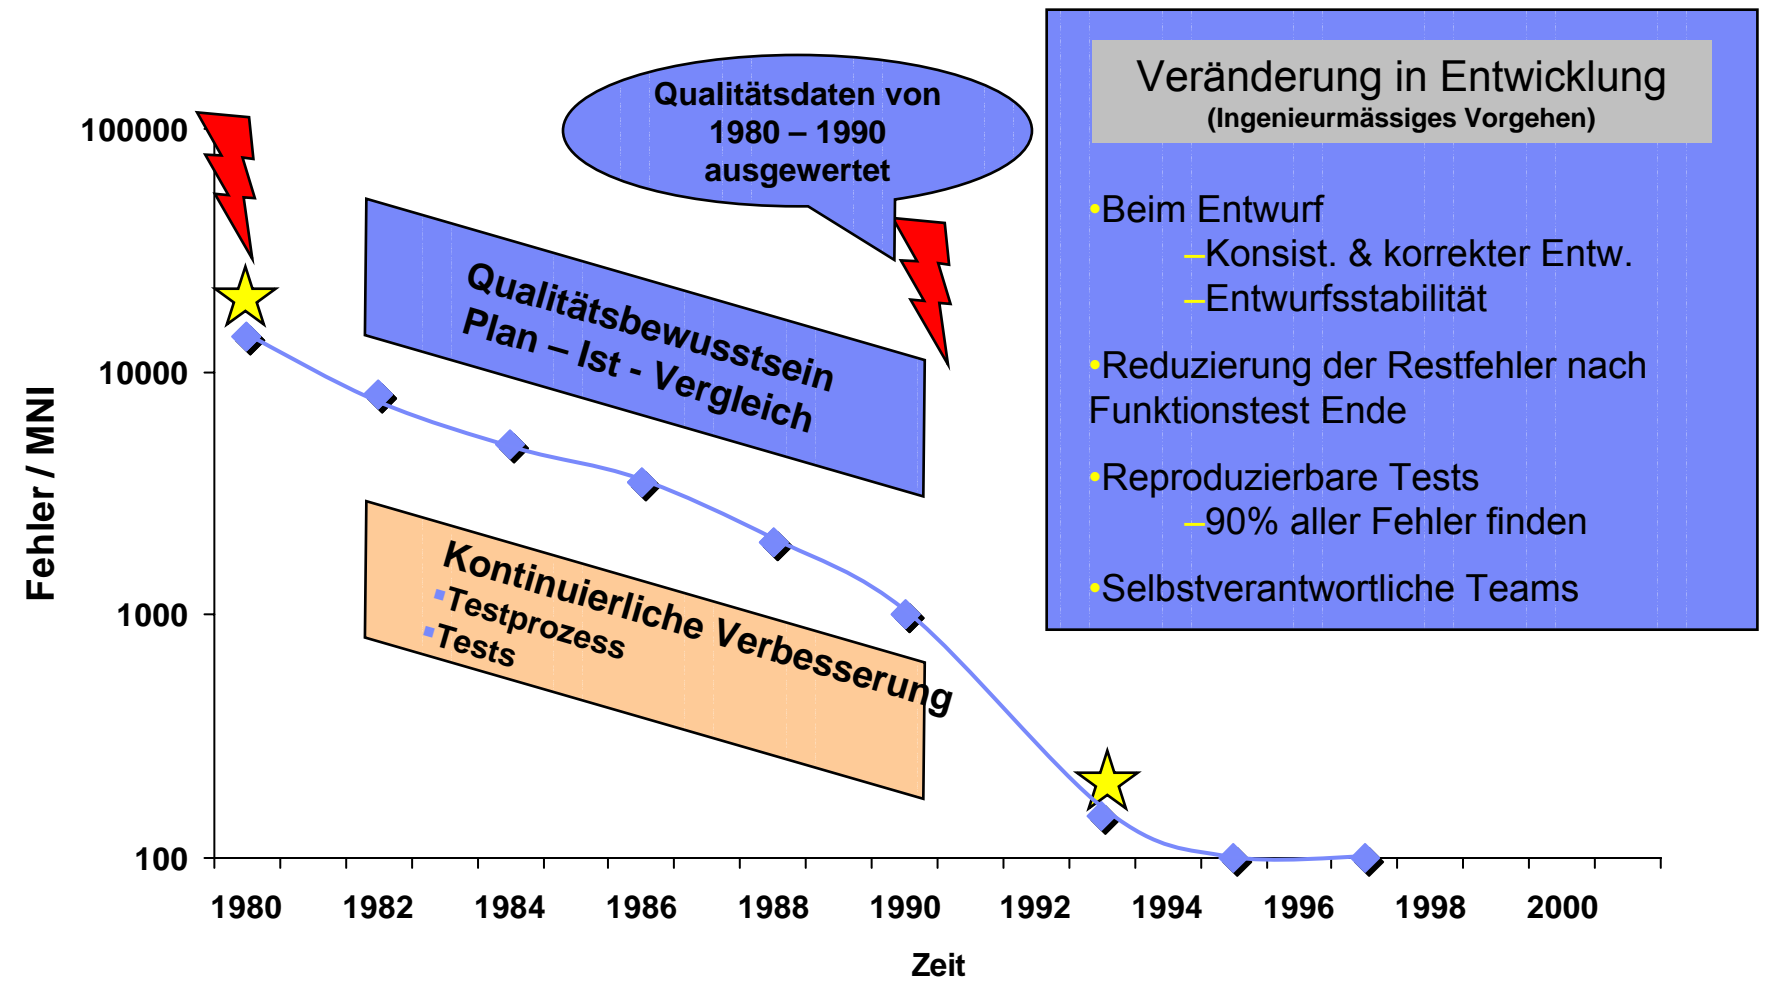 Qualitätsdaten von
1980 – 1990
ausgewertet
Veränderung in Entwicklung
(Ingenieurmässiges Vorgehen)
•Beim Entwurf
–Konsist. & korrekter Entw.
–Entwurfsstabilität
•Reduzierung der Restfehler nach
Funktionstest Ende
•Reproduzierbare Tests
–90% aller Fehler finden
•Selbstverantwortliche Teams
Qualitätsbewusstsein
Plan – Ist - Vergleich
Kontinuierliche Verbesserung
▪Testprozess
▪Tests
Fehler / MNI
100000
10000
1000
100
1980 1982 1984 1986 1988 1990 1992 1994 1996 1998 2000
Zeit